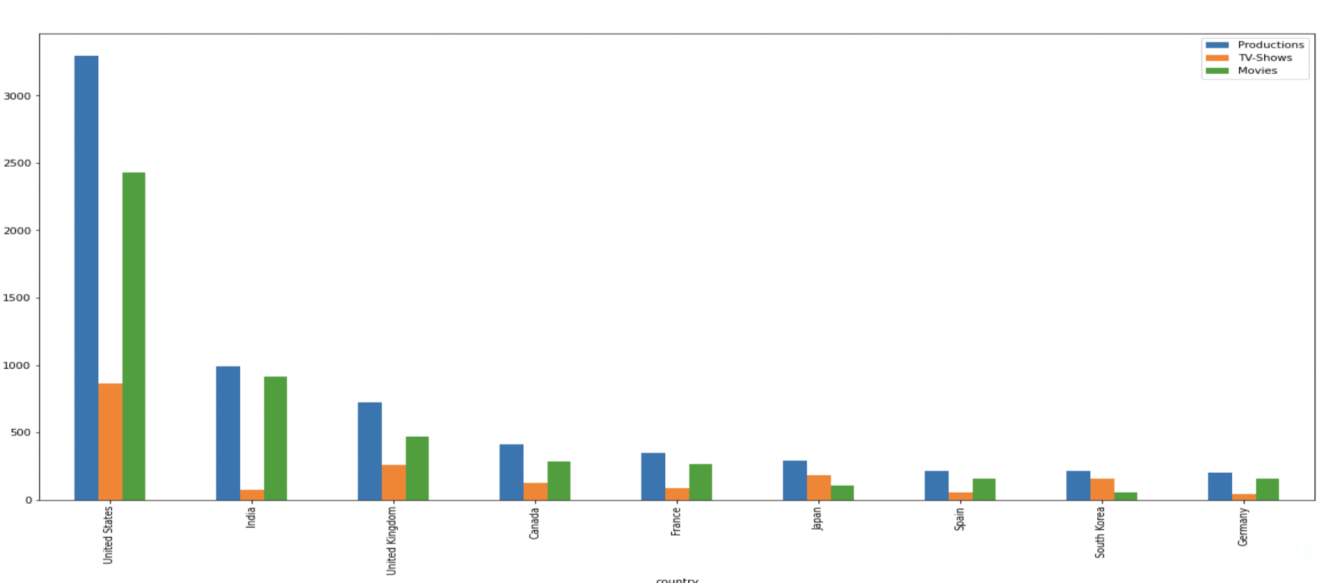 Productions
TV-Shows
Movies
3000
2500
2000
1500
1000
500
0
United States
India
United Kingdom
Canada
France
Japan
Spain
South Korea
Germany
country